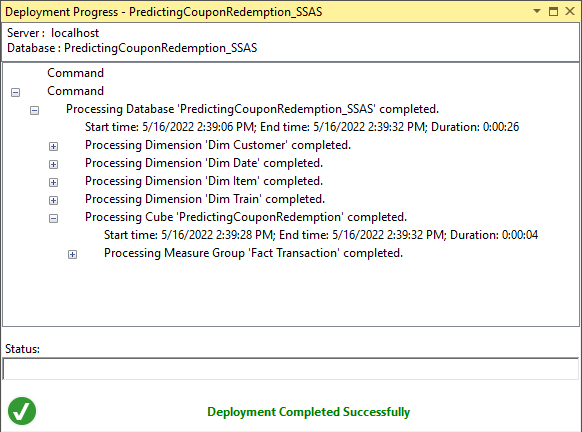 Deployment Progress - PredictingCouponRedemption_SSAS
Server : localhost
Database : PredictingCouponRedemption_SSAS
Command
Command
Processing Database 'PredictingCouponRedemption_SSAS' completed.
Start time: 5/16/2022 2:39:06 PM; End time: 5/16/2022 2:39:32 PM; Duration: 0:00:26
Processing Dimension 'Dim Customer' completed.
Processing Dimension 'Dim Date' completed.
Processing Dimension 'Dim Item' completed.
Processing Dimension 'Dim Train' completed.
Processing Cube 'PredictingCouponRedemption' completed.
Start time: 5/16/2022 2:39:28 PM; End time: 5/16/2022 2:39:32 PM; Duration: 0:00:04
Processing Measure Group 'Fact Transaction' completed.
Status:
Deployment Completed Successfully